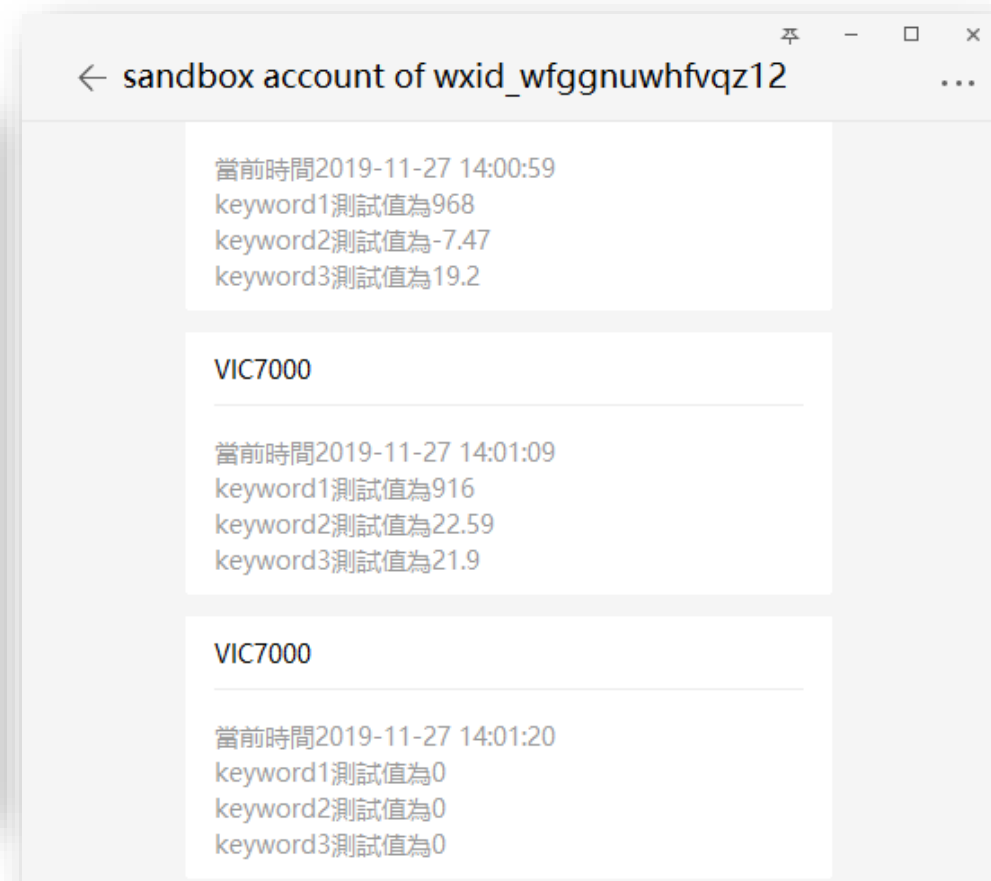 sandbox account of wxid_wfggnuwhfvqz12
當前時間2019-11-27 14:00:59
keyword1測試值為968
keyword2測試值為-7.47
keyword3測試值為19.2
VIC7000
當前時間2019-11-27 14:01:09
keyword1測試值為916
keyword2測試值為22.59
keyword3測試值為21.9
VIC7000
當前時間2019-11-27 14:01:20
keyword1測試值為0
keyword2測試值為0
keyword3測試值為0